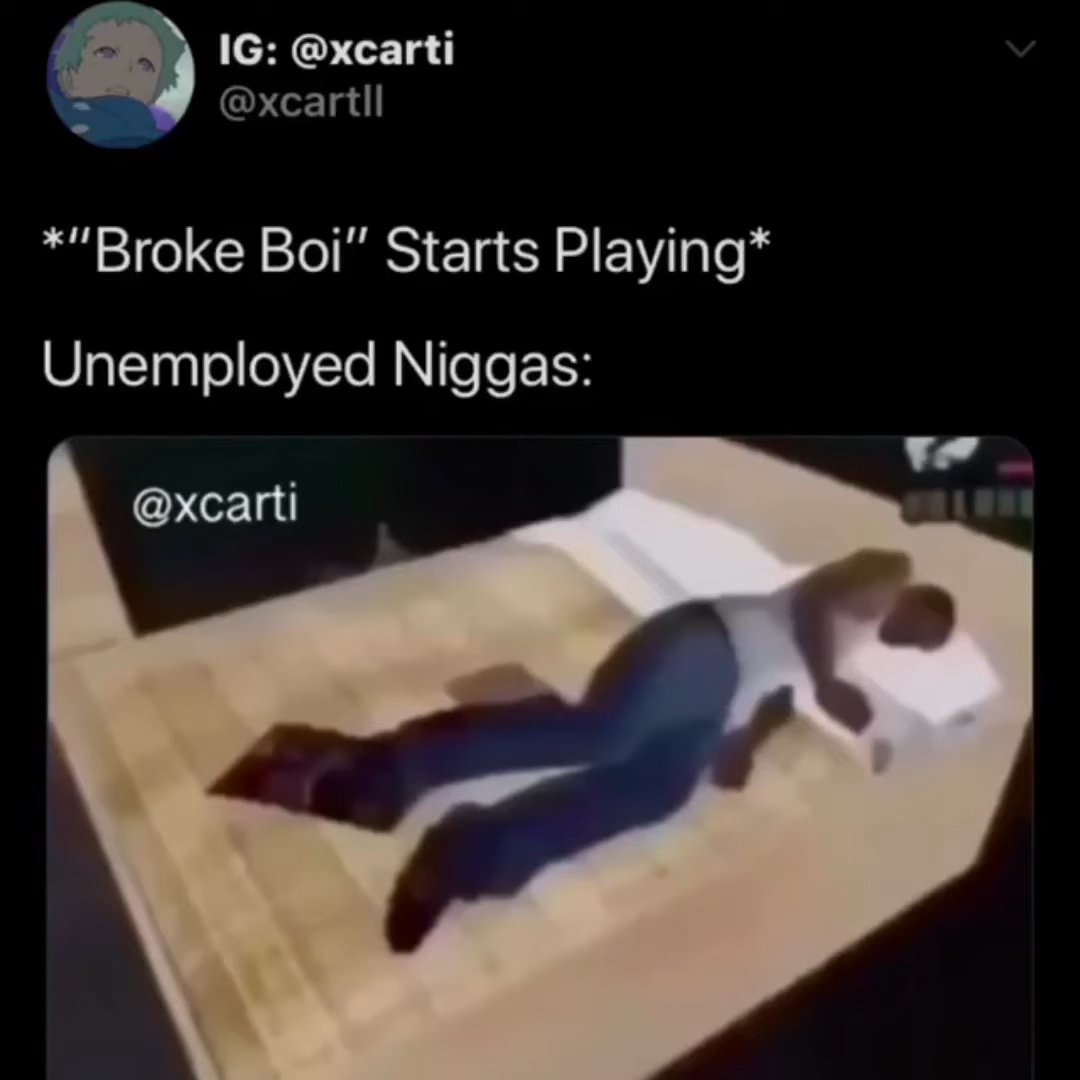 IG: @xcarti
@xcartll
*"Broke Boi" Starts Playing*
Unemployed Niggas:
@xcarti